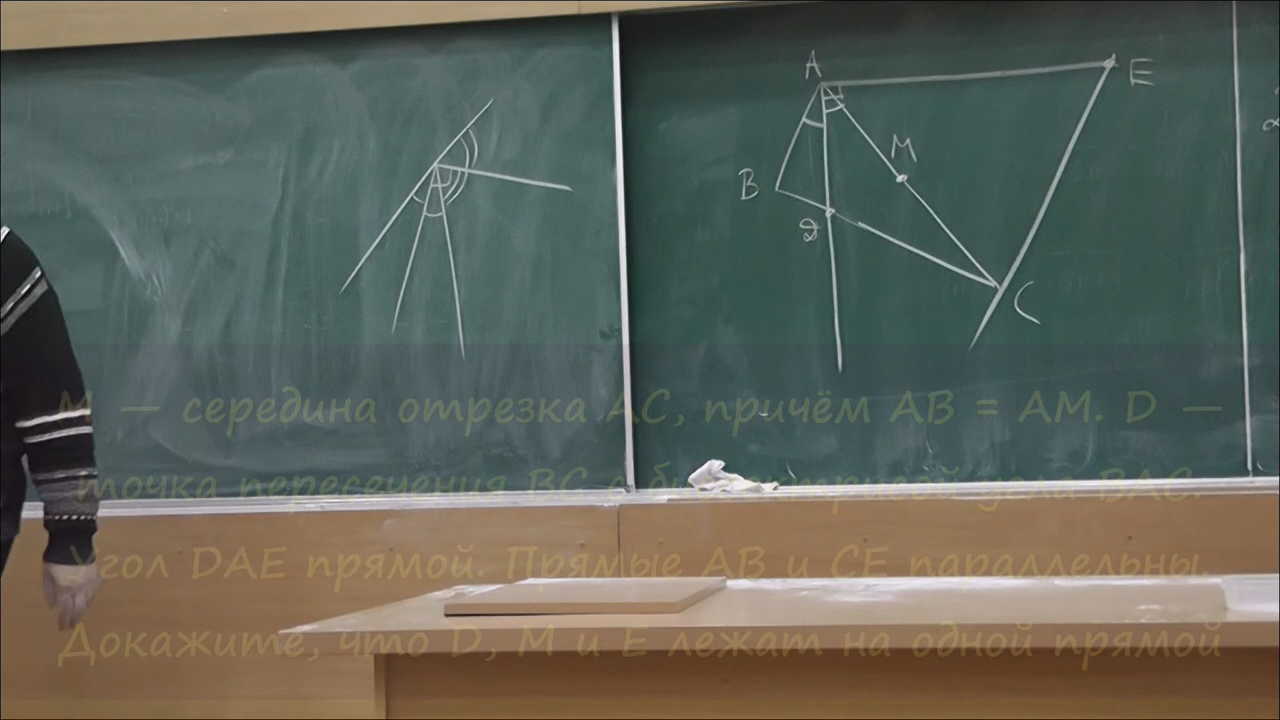 A
E
M
B
C
M — середина отрезка AC, причём AB = AM. D —
точка пересечения BC с биссектрисой угла BAC.
Угол DAE прямой. Прямые AB и CE параллельны.
Докажите, что D, M и E лежат на одной прямой